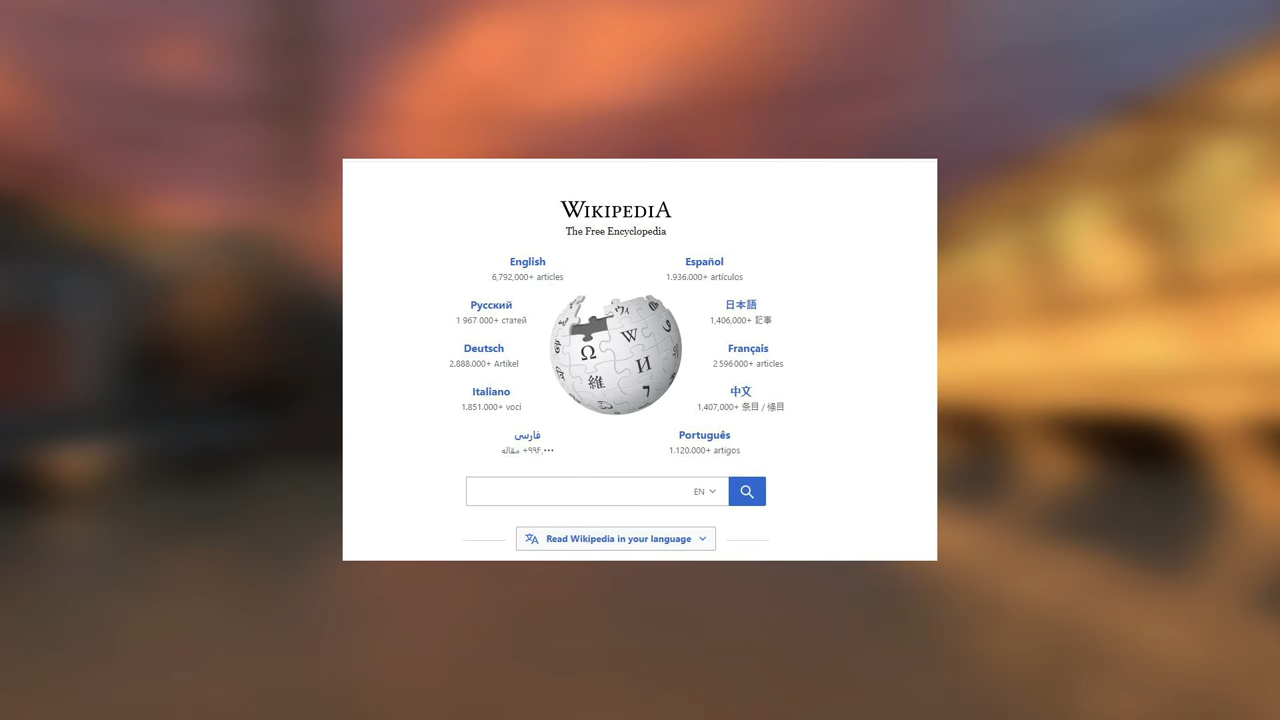 WIKIPEDIA
The Free Encyclopedia
English
6,792,000+ articles
Español
1.936.000+ artículos
Русский
1 967 000+ статей
日本語
1,406,000+ 記事
Deutsch
2.888.000+ Artikel
Français
2 596 000+ articles
Italiano
1.851.000+ voci
中文
1,407,000+ 条目 / 條目
فارسی
۹۹۴٬۰۰۰+ مقاله
Português
1.120.000+ artigos
Ω
W
И
維
EN
Read Wikipedia in your language